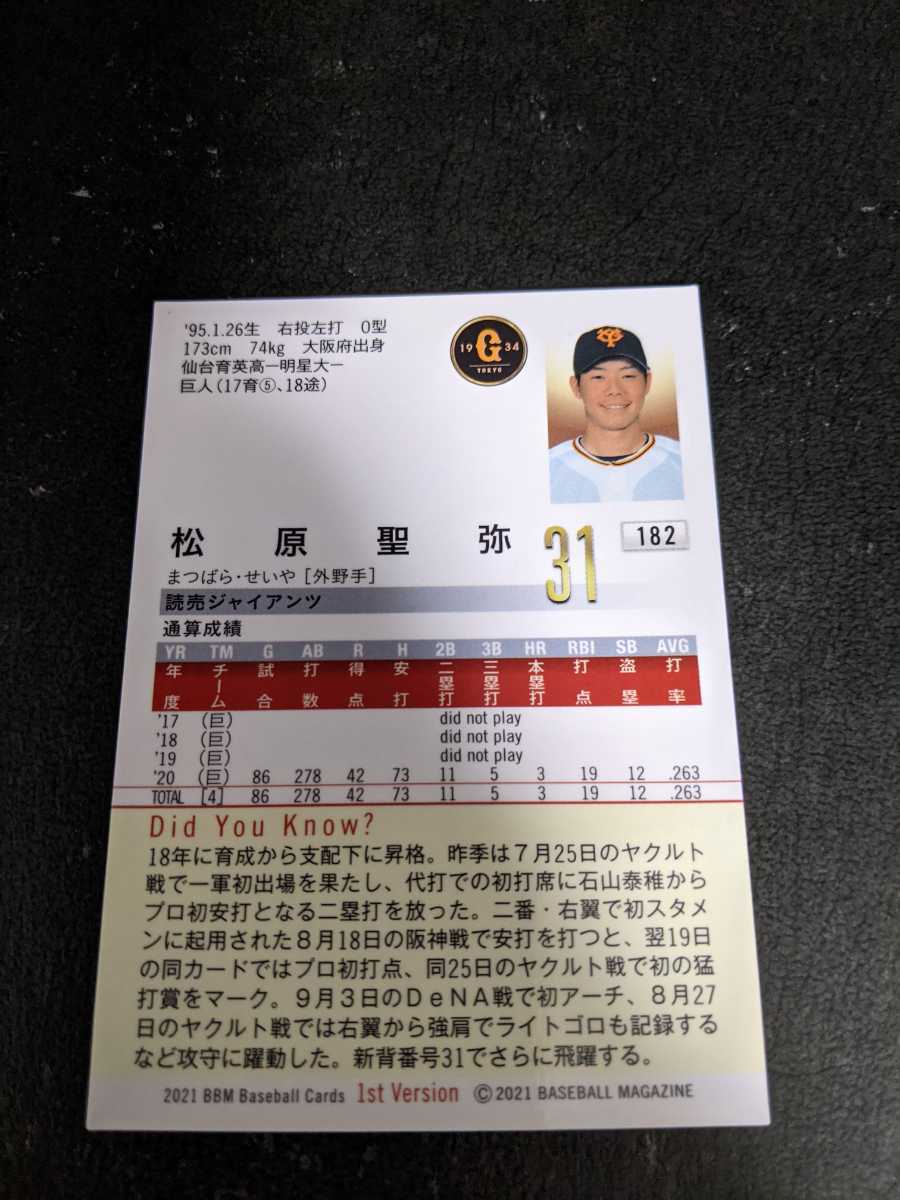 '95.1.26生 右投左打 O型
173cm 74kg 大阪府出身
仙台育英高ー明星大ー
巨人(17育⑤、18途)
19 G 34
TOKYO
松原聖弥 31 182
まつばら・せいや[外野手]
読売ジャイアンツ
通算成績
YR TM G AB R H 2B 3B HR RBI SB AVG
年度 チーム 試合 打数 得点 安打 二塁打 三塁打 本塁打 打点 盗塁 打率
'17 (巨) did not play
'18 (巨) did not play
'19 (巨) did not play
'20 (巨) 86 278 42 73 11 5 3 19 12 .263
TOTAL [4] 86 278 42 73 11 5 3 19 12 .263
Did You Know?
18年に育成から支配下に昇格。昨季は7月25日のヤクルト
戦で一軍初出場を果たし、代打での初打席に石山泰稚から
プロ初安打となる二塁打を放った。二番・右翼で初スタメ
ンに起用された8月18日の阪神戦で安打を打つと、翌19日
の同カードではプロ初打点、同25日のヤクルト戦で初の猛
打賞をマーク。9月3日のDeNA戦で初アーチ、8月27
日のヤクルト戦では右翼から強肩でライトゴロも記録する
など攻守に躍動した。新背番号31でさらに飛躍する。
2021 BBM Baseball Cards 1st Version ©2021 BASEBALL MAGAZINE